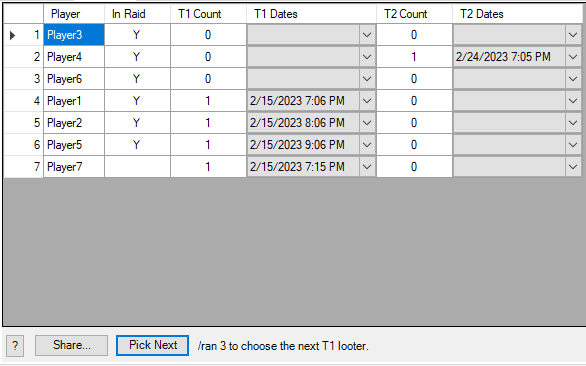 Player In Raid T1 Count T1 Dates T2 Count T2 Dates
1 Player3 Y 0 0
2 Player4 Y 0 1 2/24/2023 7:05 PM
3 Player6 Y 0 0
4 Player1 Y 1 2/15/2023 7:06 PM 0
5 Player2 Y 1 2/15/2023 8:06 PM 0
6 Player5 Y 1 2/15/2023 9:06 PM 0
7 Player7 1 2/15/2023 7:15 PM 0
? Share... Pick Next /ran 3 to choose the next T1 looter.